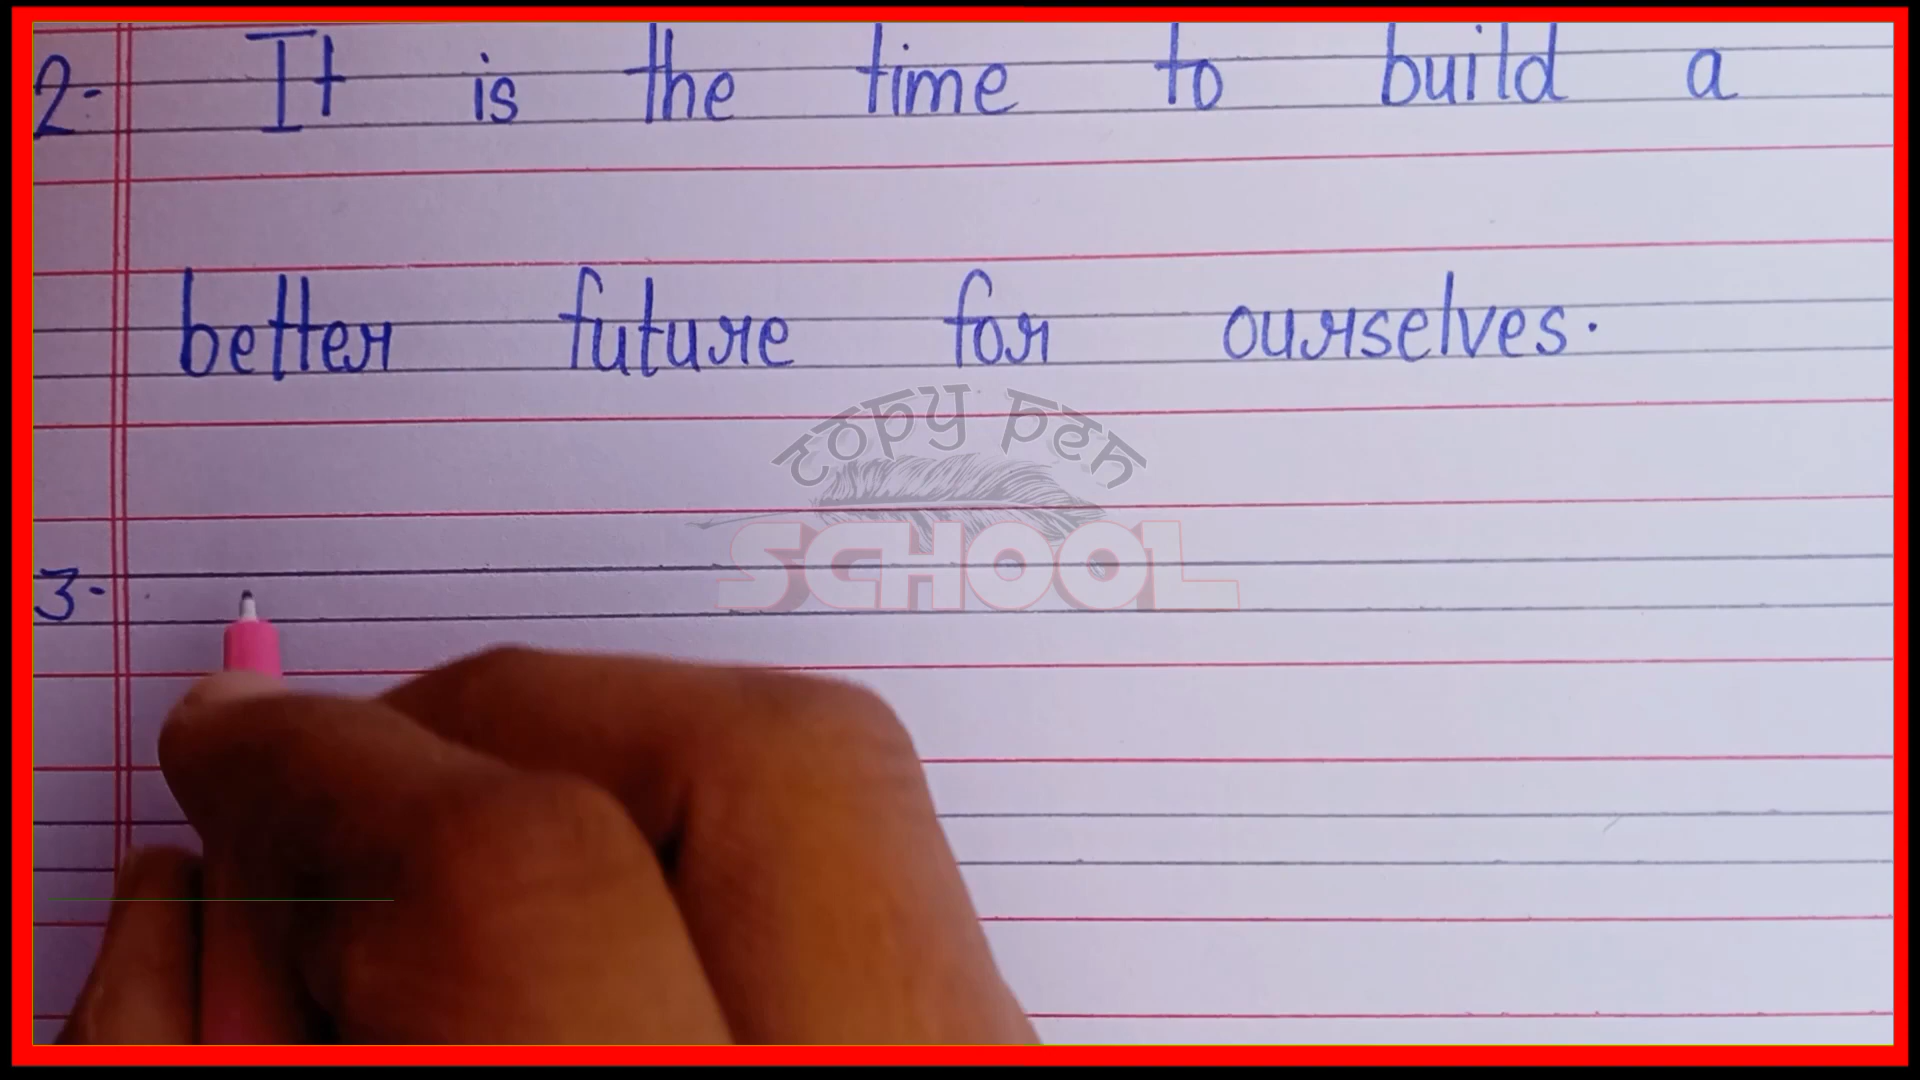 2- It is the time to build a
better future for ourselves.
copy pen
SCHOOL
3-